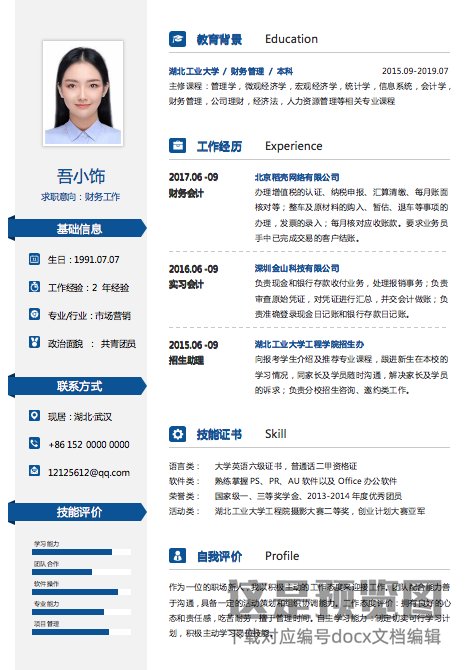 吾小饰
求职意向：财务工作
基础信息
生日：1991.07.07
工作经验：2 年经验
专业/行业：市场营销
政治面貌 ： 共青团员
联系方式
现居：湖北·武汉
+86 152 0000 0000
12125612@qq.com
技能评价
学习能力
团队合作
软件操作
专业能力
项目管理
教育背景 Education
湖北工业大学 / 财务管理 / 本科 2015.09-2019.07
主修课程：管理学，微观经济学，宏观经济学，统计学，信息系统，会计学，
财务管理，公司理财，经济法，人力资源管理等相关专业课程
工作经历 Experience
2017.06 -09 北京稻壳网络有限公司
财务会计 办理增值税的认证、纳税申报、汇算清缴、每月账面
核对等；整车及原材料的购入、暂估、退车等事项的
办理，发票的录入；每月核对应收账款。要求业务员
手中已完成交易的客户结账。
2016.06 -09 深圳金山科技有限公司
实习会计 负责现金和银行存款收付业务，处理报销事务；负责
审查原始凭证，对凭证进行汇总，并交会计做账；负
责准确登录现金日记账和银行存款日记账。
2015.06 -09 湖北工业大学工程学院招生办
招生助理 向报考学生介绍及推荐专业课程，跟进新生在本校的
学习情况，同家长及学员随时沟通，解决家长及学员
的诉求；负责分校招生咨询、邀约类工作。
技能证书 Skill
语言类： 大学英语六级证书，普通话二甲资格证
软件类： 熟练掌握 PS、PR、AU 软件以及 Office 办公软件
荣誉类： 国家级一、三等奖学金、2013-2014 年度优秀团员
活动类： 湖北工业大学工程院摄影大赛二等奖，创业计划大赛亚军
自我评价 Profile
作为一位的职场新人，我以积极主动的工作态度来迎接工作。团队配合能力善
于沟通，具备一定的活动策划和组织协调能力。工作态度评价：拥有良好的心
态和责任感，吃苦耐劳，擅于管理时间。自主学习能力：制定切实可行学习计
划，积极主动学习岗位技能。
这是预览图
下载对应编号docx文档编辑